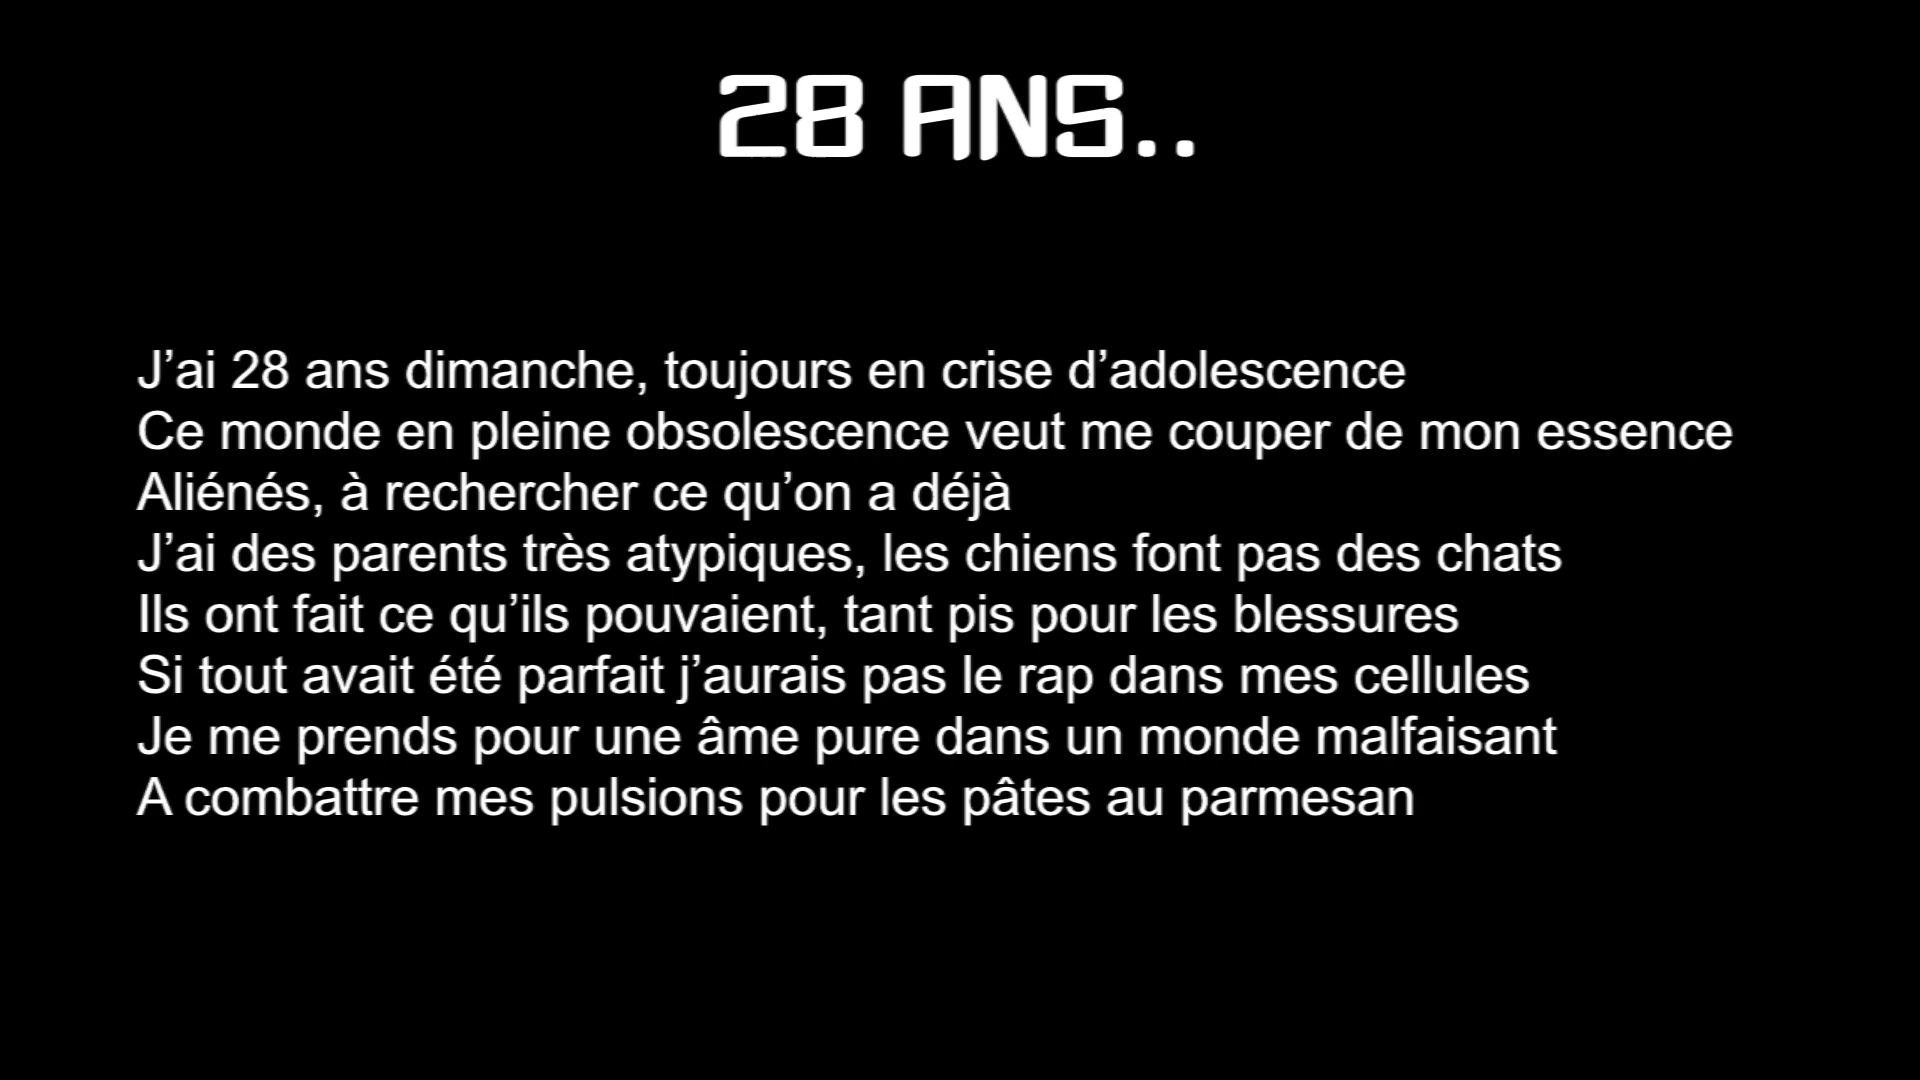 28 ANS..
J’ai 28 ans dimanche, toujours en crise d’adolescence
Ce monde en pleine obsolescence veut me couper de mon essence
Aliénés, à rechercher ce qu’on a déjà
J’ai des parents très atypiques, les chiens font pas des chats
Ils ont fait ce qu’ils pouvaient, tant pis pour les blessures
Si tout avait été parfait j’aurais pas le rap dans mes cellules
Je me prends pour une âme pure dans un monde malfaisant
A combattre mes pulsions pour les pâtes au parmesan